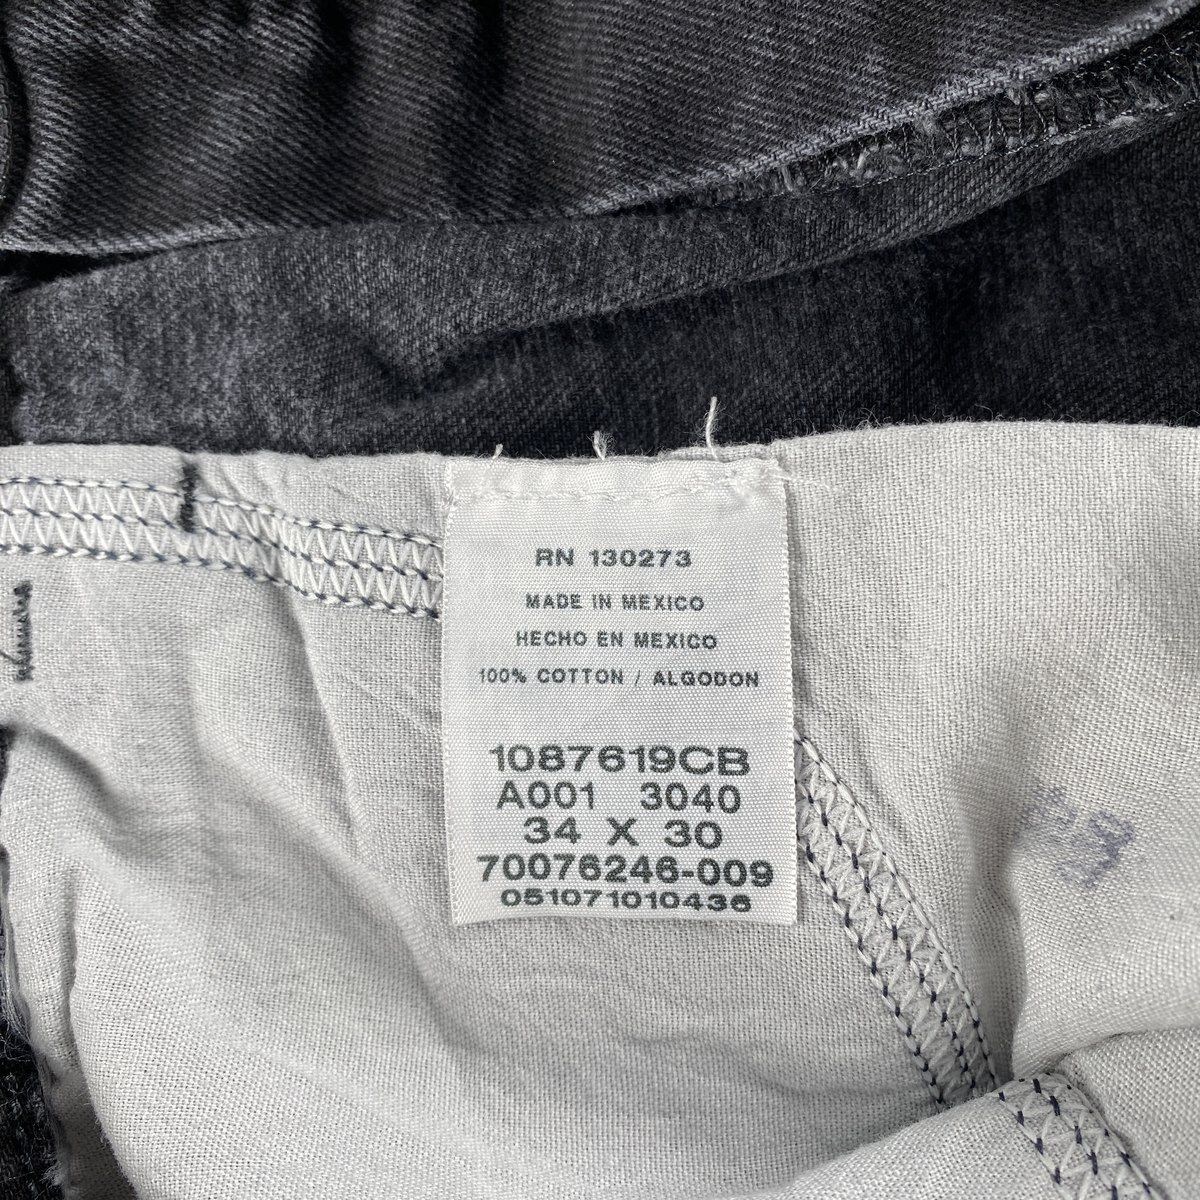 RN 130273
MADE IN MEXICO
HECHO EN MEXICO
100% COTTON / ALGODON
1087619CB
A001 3040
34 X 30
70076246-009
051071010436